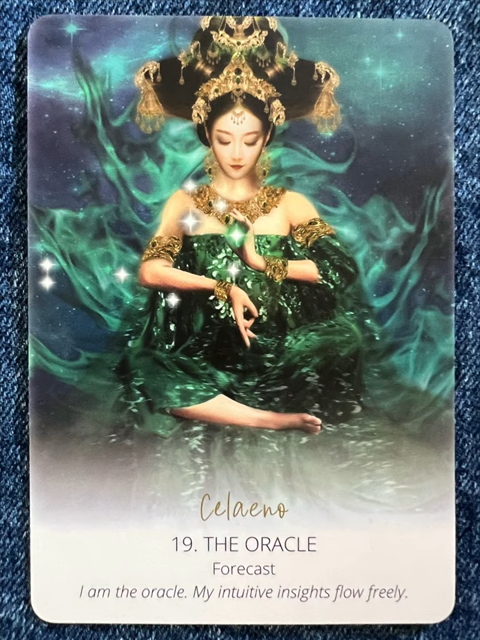 Celaeno
19. THE ORACLE
Forecast
I am the oracle. My intuitive insights flow freely.